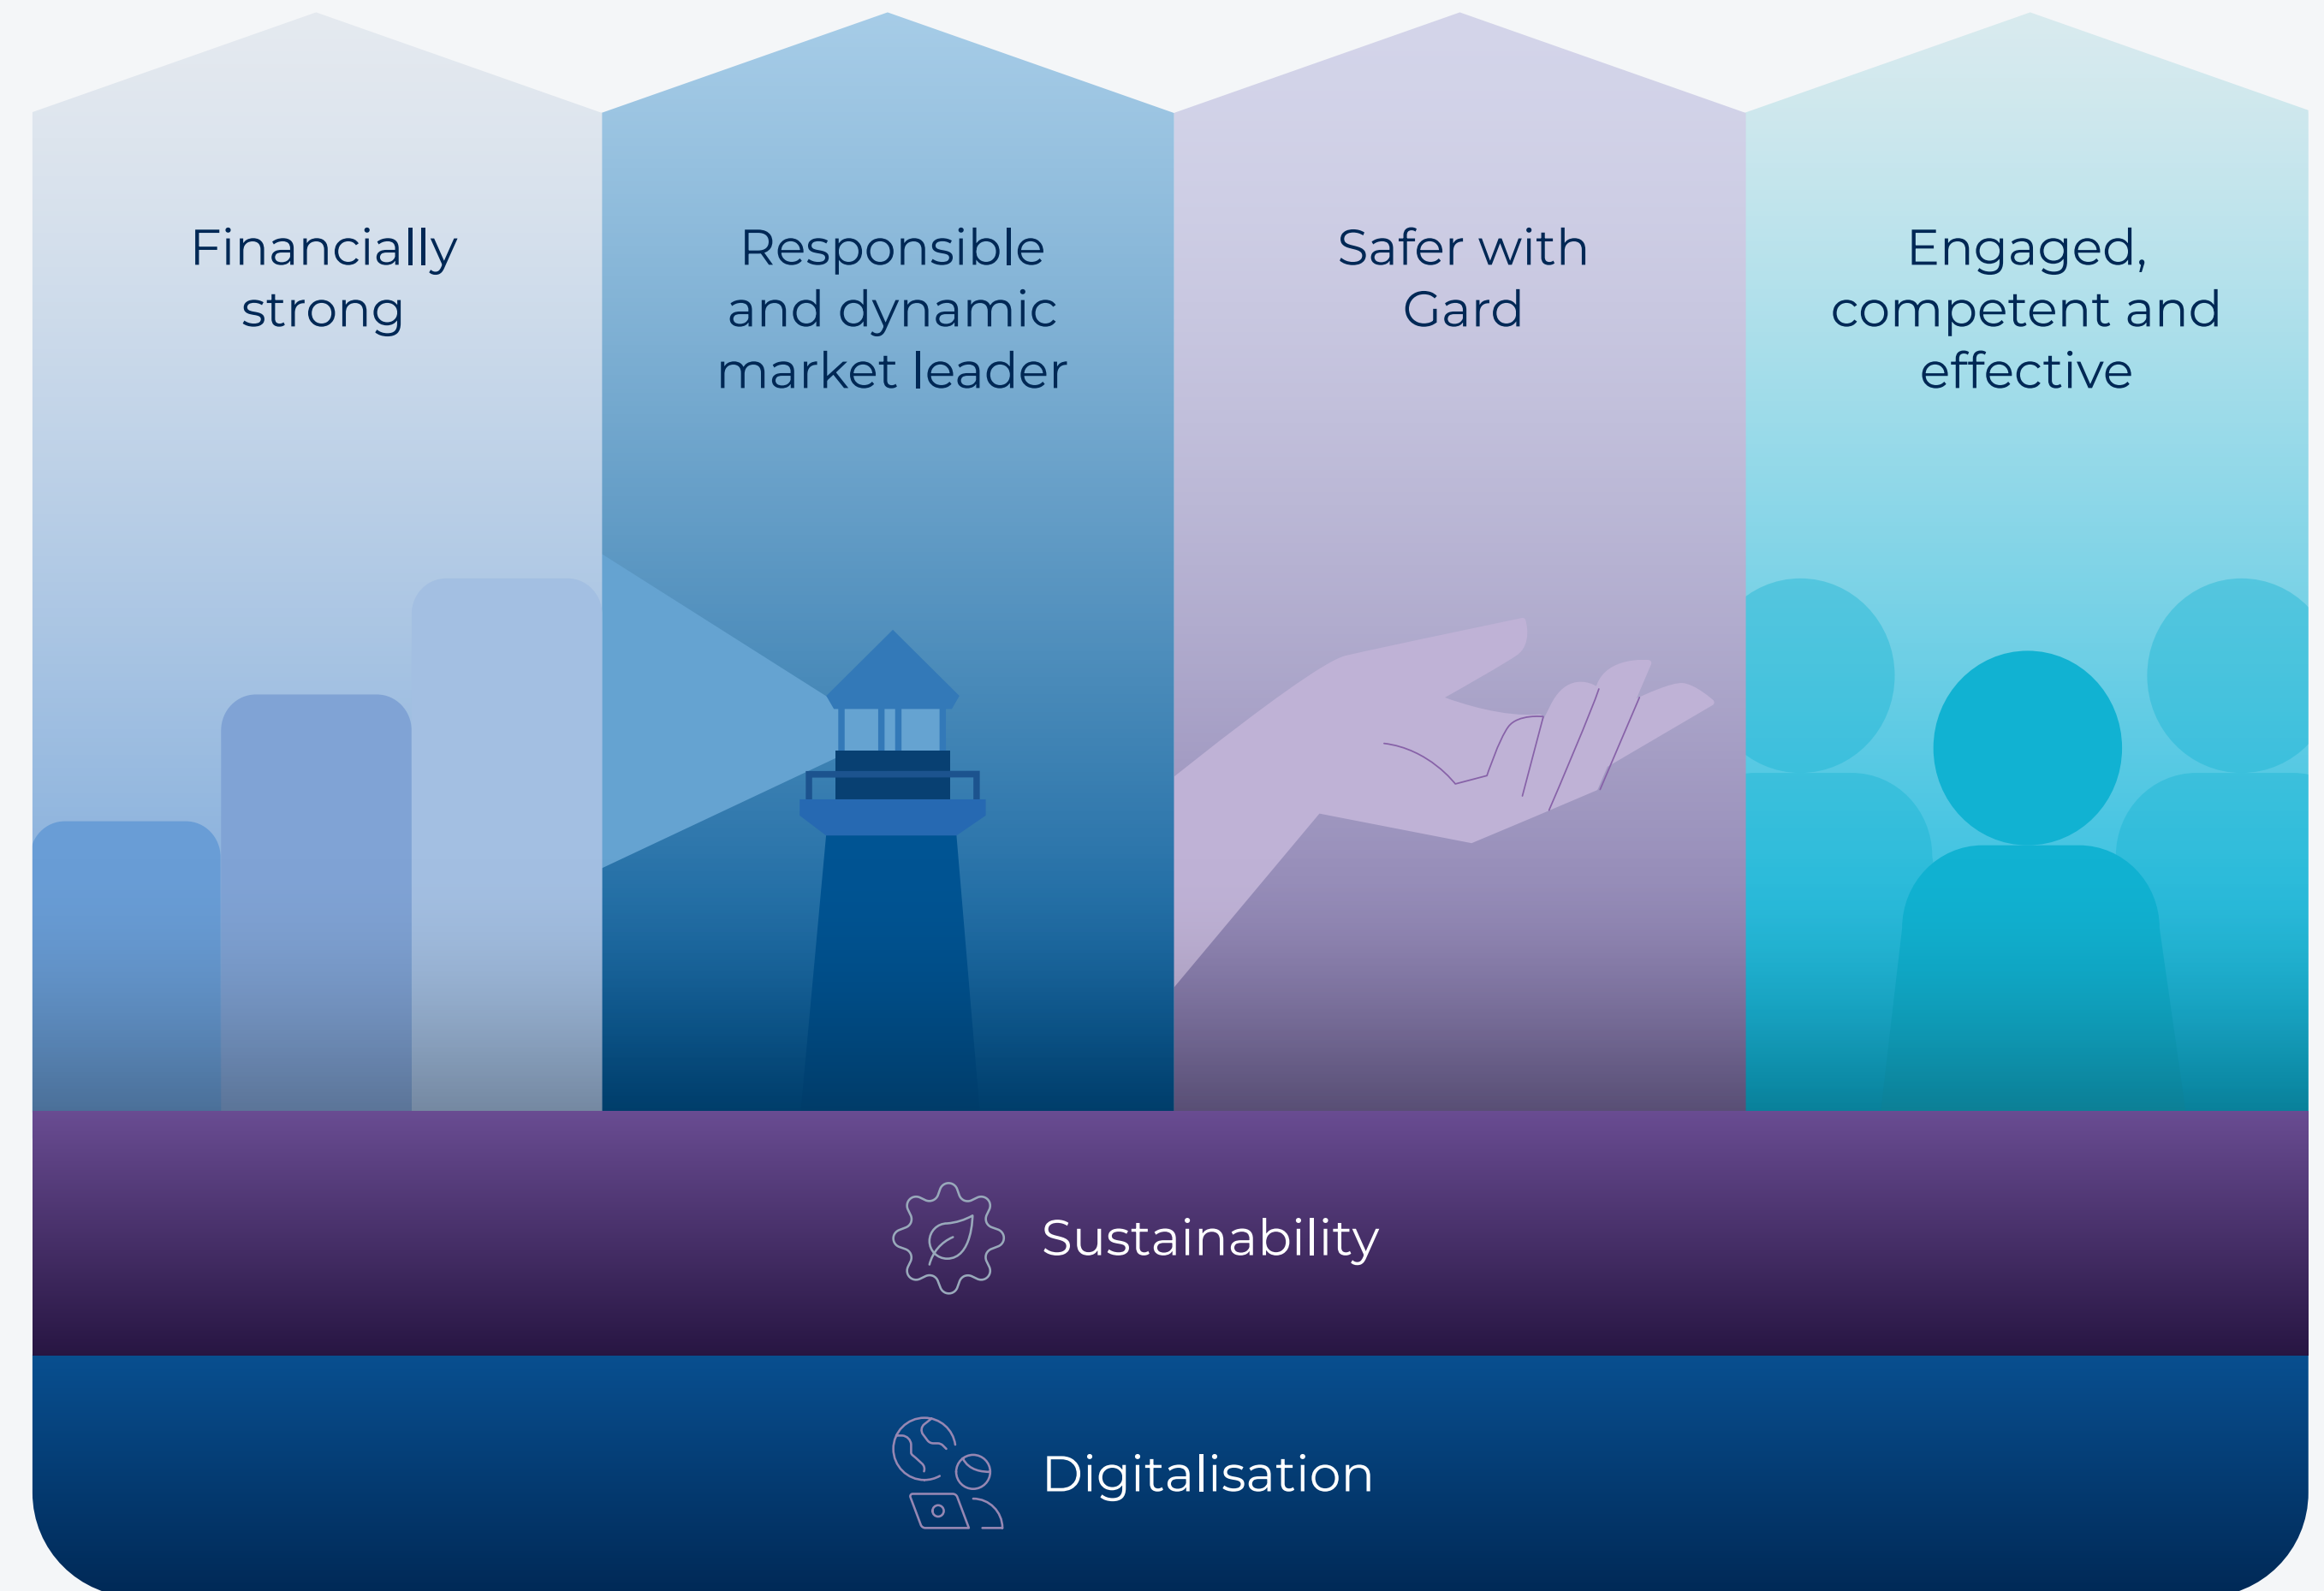 Financially
strong
Responsible
and dynamic
market leader
Safer with
Gard
Engaged,
competent and
effective
Sustainability
Digitalisation